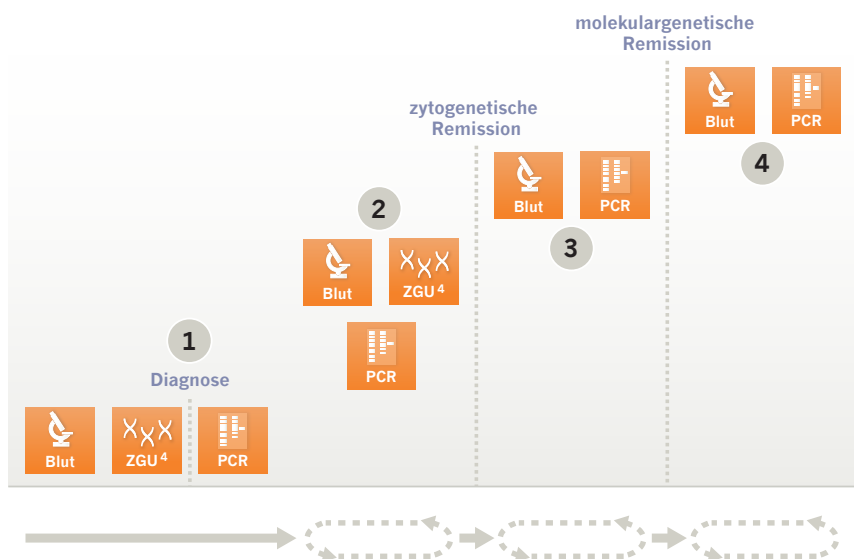 molekulargenetische
Remission
Blut
PCR
4
zytogenetische
Remission
Blut
PCR
3
2
Blut
ZGU⁴
PCR
1
Diagnose
Blut
ZGU⁴
PCR